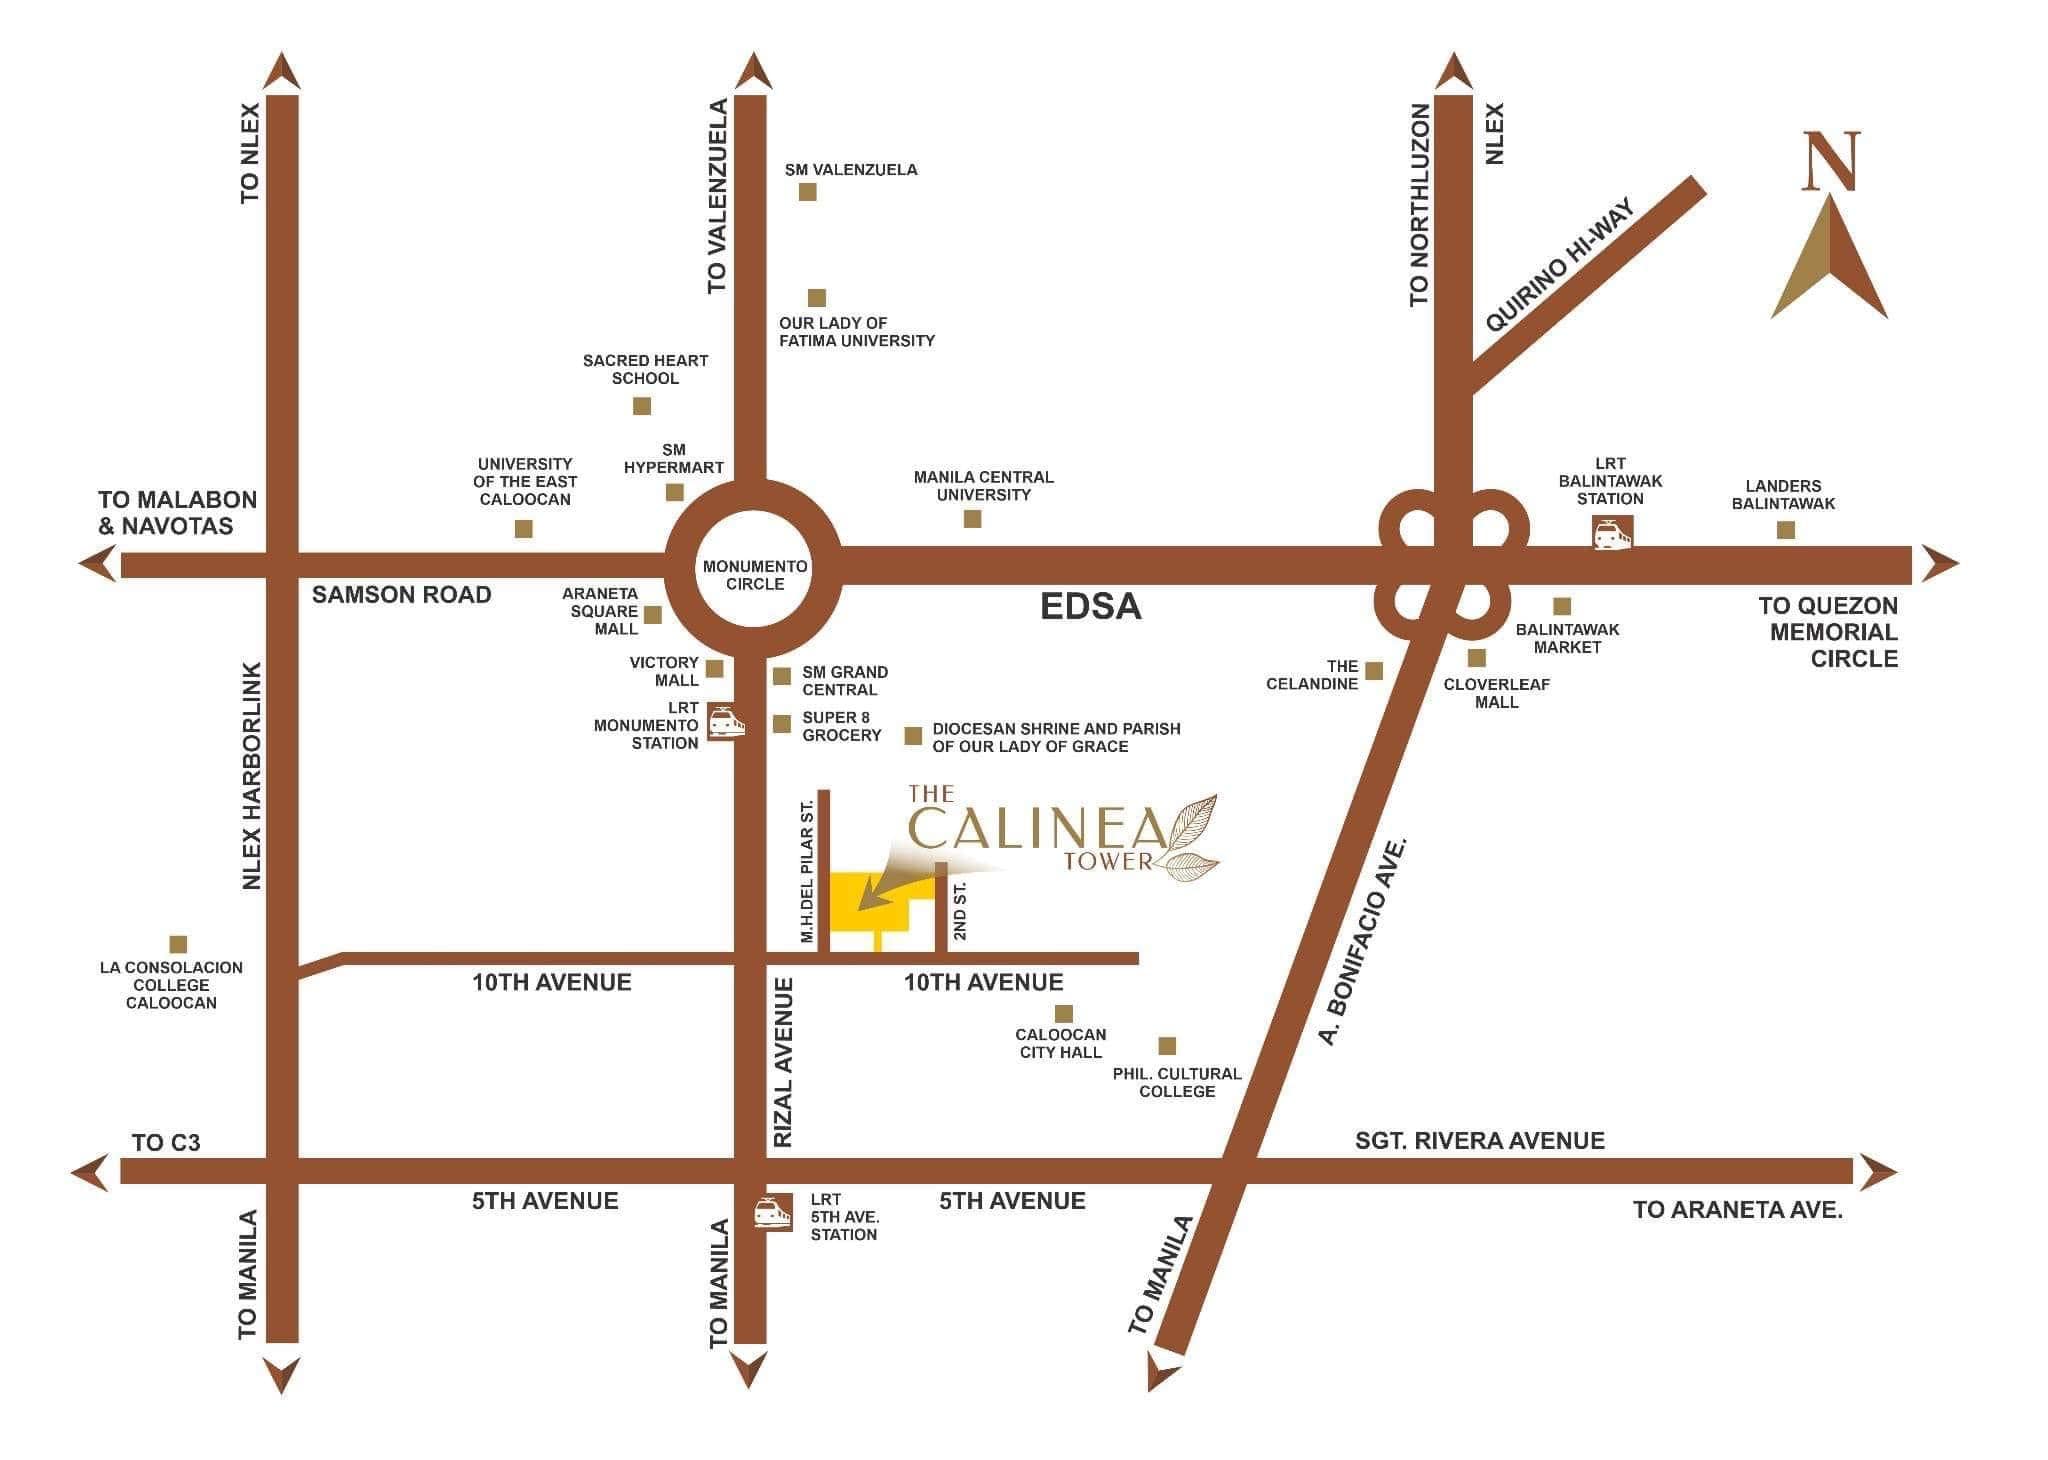 TO NLEX
TO VALENZUELA
TO NORTHLUZON
NLEX
N
SM VALENZUELA
QUIRINO HI-WAY
OUR LADY OF
FATIMA UNIVERSITY
SACRED HEART
SCHOOL
SM
HYPERMART
UNIVERSITY
OF THE EAST
CALOOCAN
MANILA CENTRAL
UNIVERSITY
LRT
BALINTAWAK
STATION
LANDERS
BALINTAWAK
TO MALABON
& NAVOTAS
MONUMENTO
CIRCLE
SAMSON ROAD
ARANETA
SQUARE
MALL
EDSA
TO QUEZON
MEMORIAL
CIRCLE
BALINTAWAK
MARKET
VICTORY
MALL
SM GRAND
CENTRAL
THE
CELANDINE
CLOVERLEAF
MALL
LRT
MONUMENTO
STATION
SUPER 8
GROCERY
DIOCESAN SHRINE AND PARISH
OF OUR LADY OF GRACE
NLEX HARBORLINK
M.H.DEL PILAR ST.
THE
CALINEA
TOWER
2ND ST.
A. BONIFACIO AVE.
LA CONSOLACION
COLLEGE
CALOOCAN
10TH AVENUE
10TH AVENUE
RIZAL AVENUE
CALOOCAN
CITY HALL
PHIL. CULTURAL
COLLEGE
TO C3
SGT. RIVERA AVENUE
5TH AVENUE
5TH AVENUE
TO ARANETA AVE.
LRT
5TH AVE.
STATION
TO MANILA
TO MANILA
TO MANILA